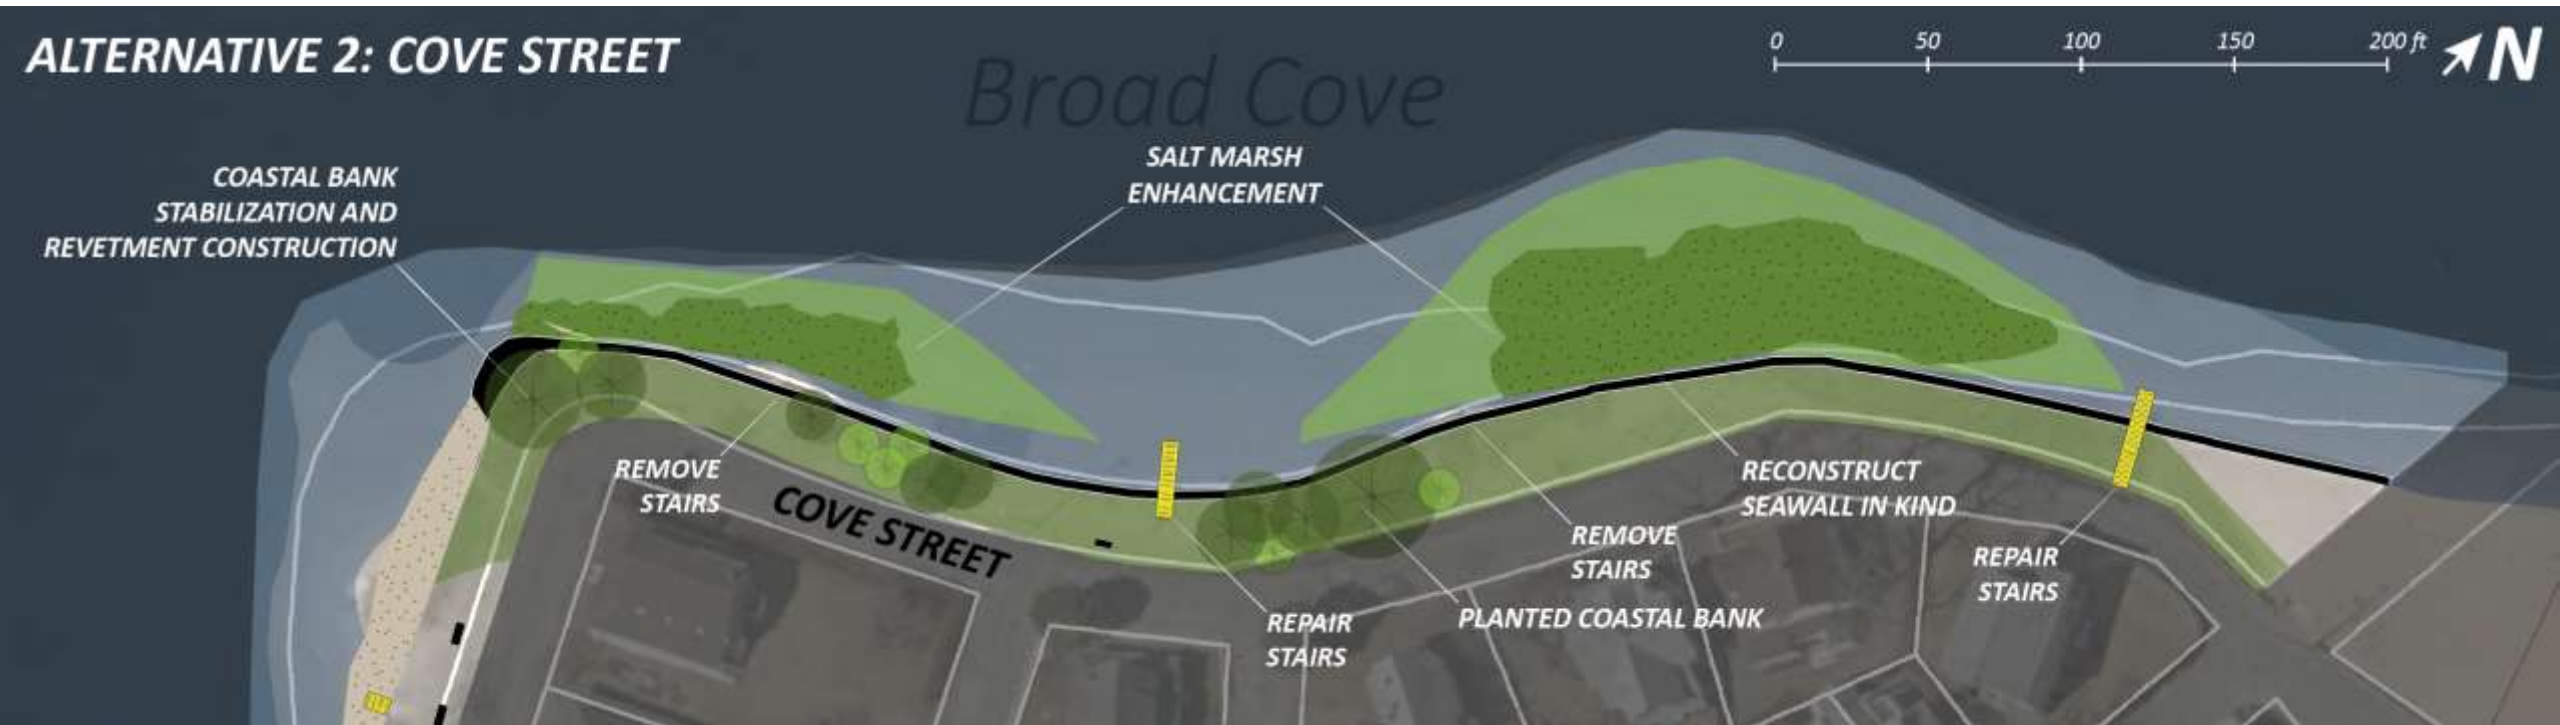 ALTERNATIVE 2: COVE STREET
Broad Cove
0 50 100 150 200 ft
N
COASTAL BANK
STABILIZATION AND
REVETMENT CONSTRUCTION
SALT MARSH
ENHANCEMENT
REMOVE
STAIRS
COVE STREET
REPAIR
STAIRS
PLANTED COASTAL BANK
REMOVE
STAIRS
RECONSTRUCT
SEAWALL IN KIND
REPAIR
STAIRS